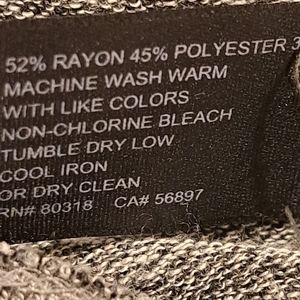 52% RAYON 45% POLYESTER 3
MACHINE WASH WARM
WITH LIKE COLORS
NON-CHLORINE BLEACH
TUMBLE DRY LOW
COOL IRON
OR DRY CLEAN
RN# 80318 CA# 56897